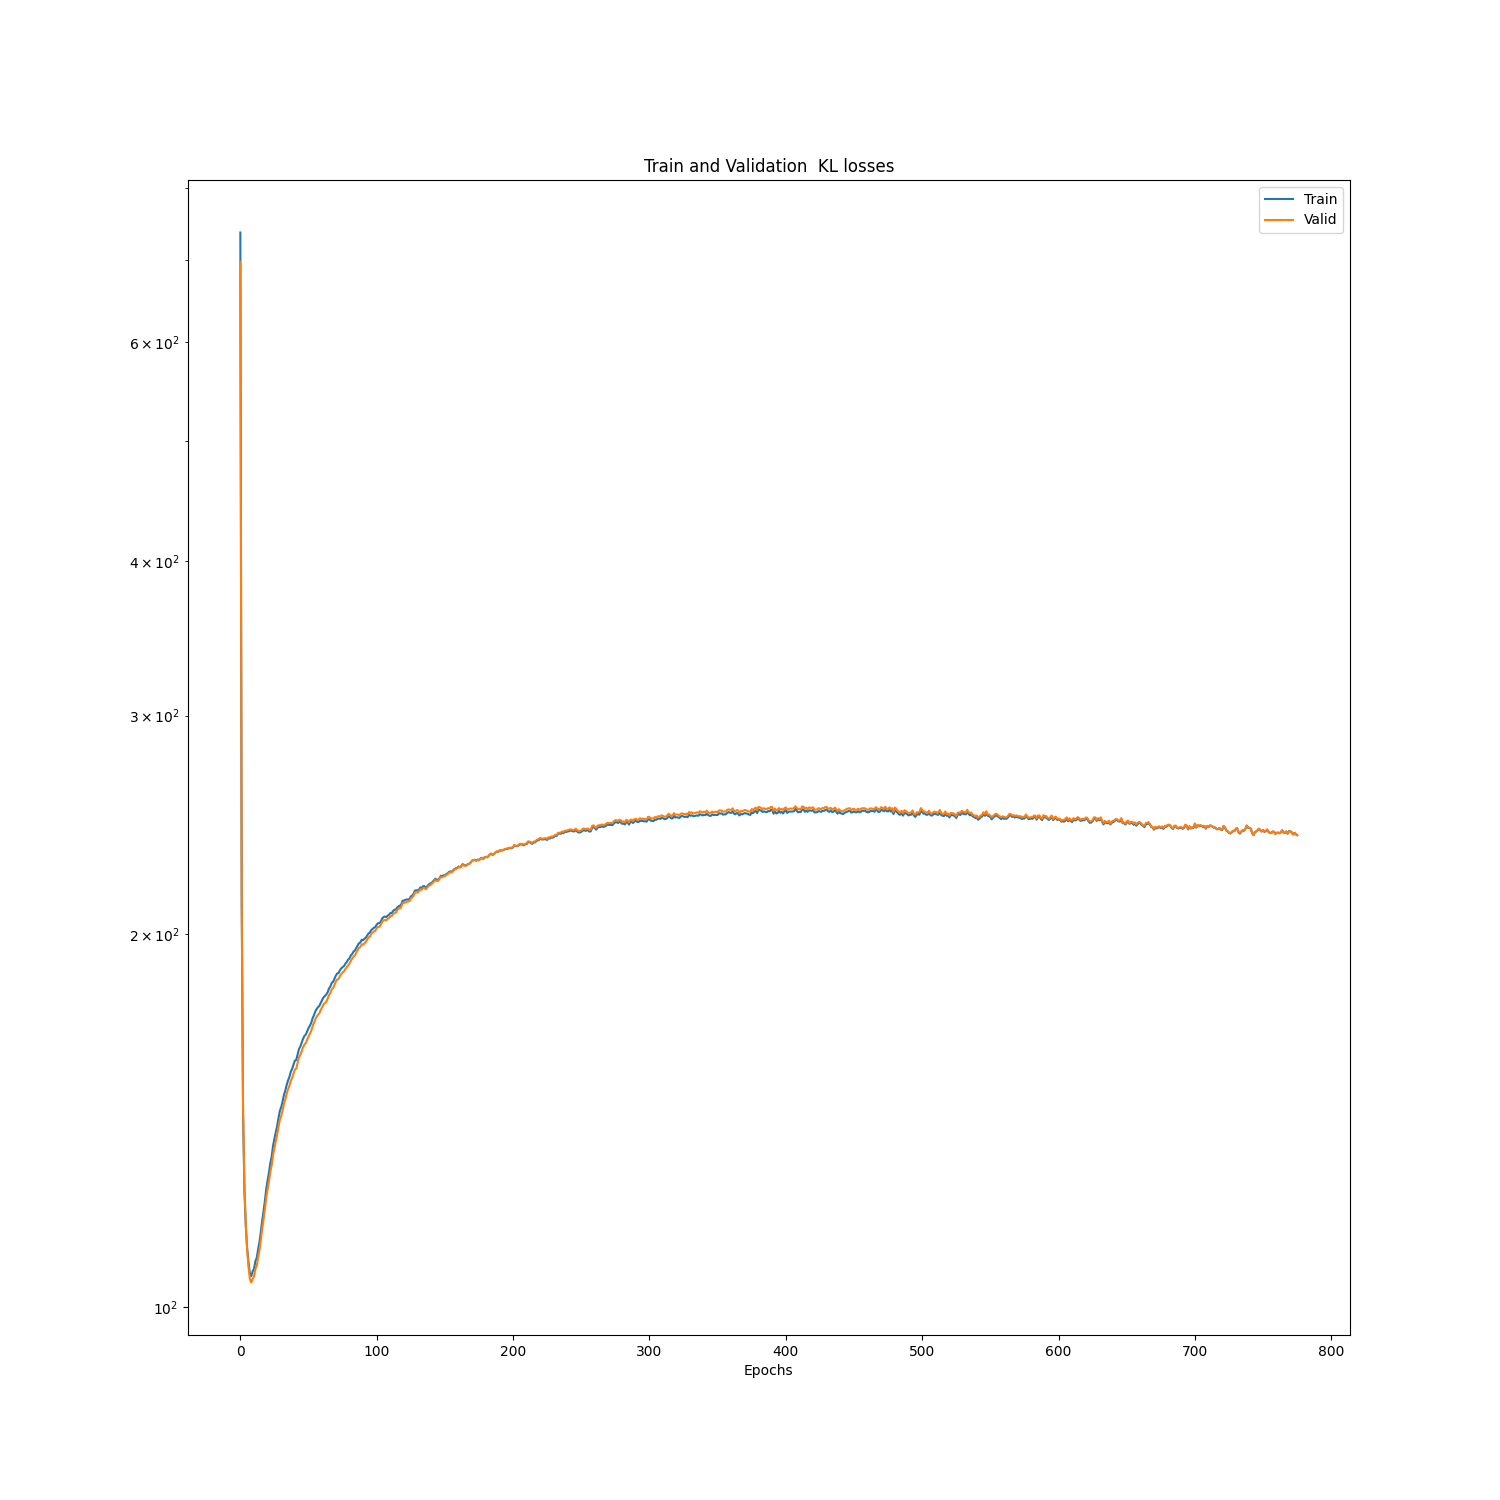 Train and Validation  KL losses
Train
Valid
6 × 10²
4 × 10²
3 × 10²
2 × 10²
10²
0 100 200 300 400 500 600 700 800
Epochs